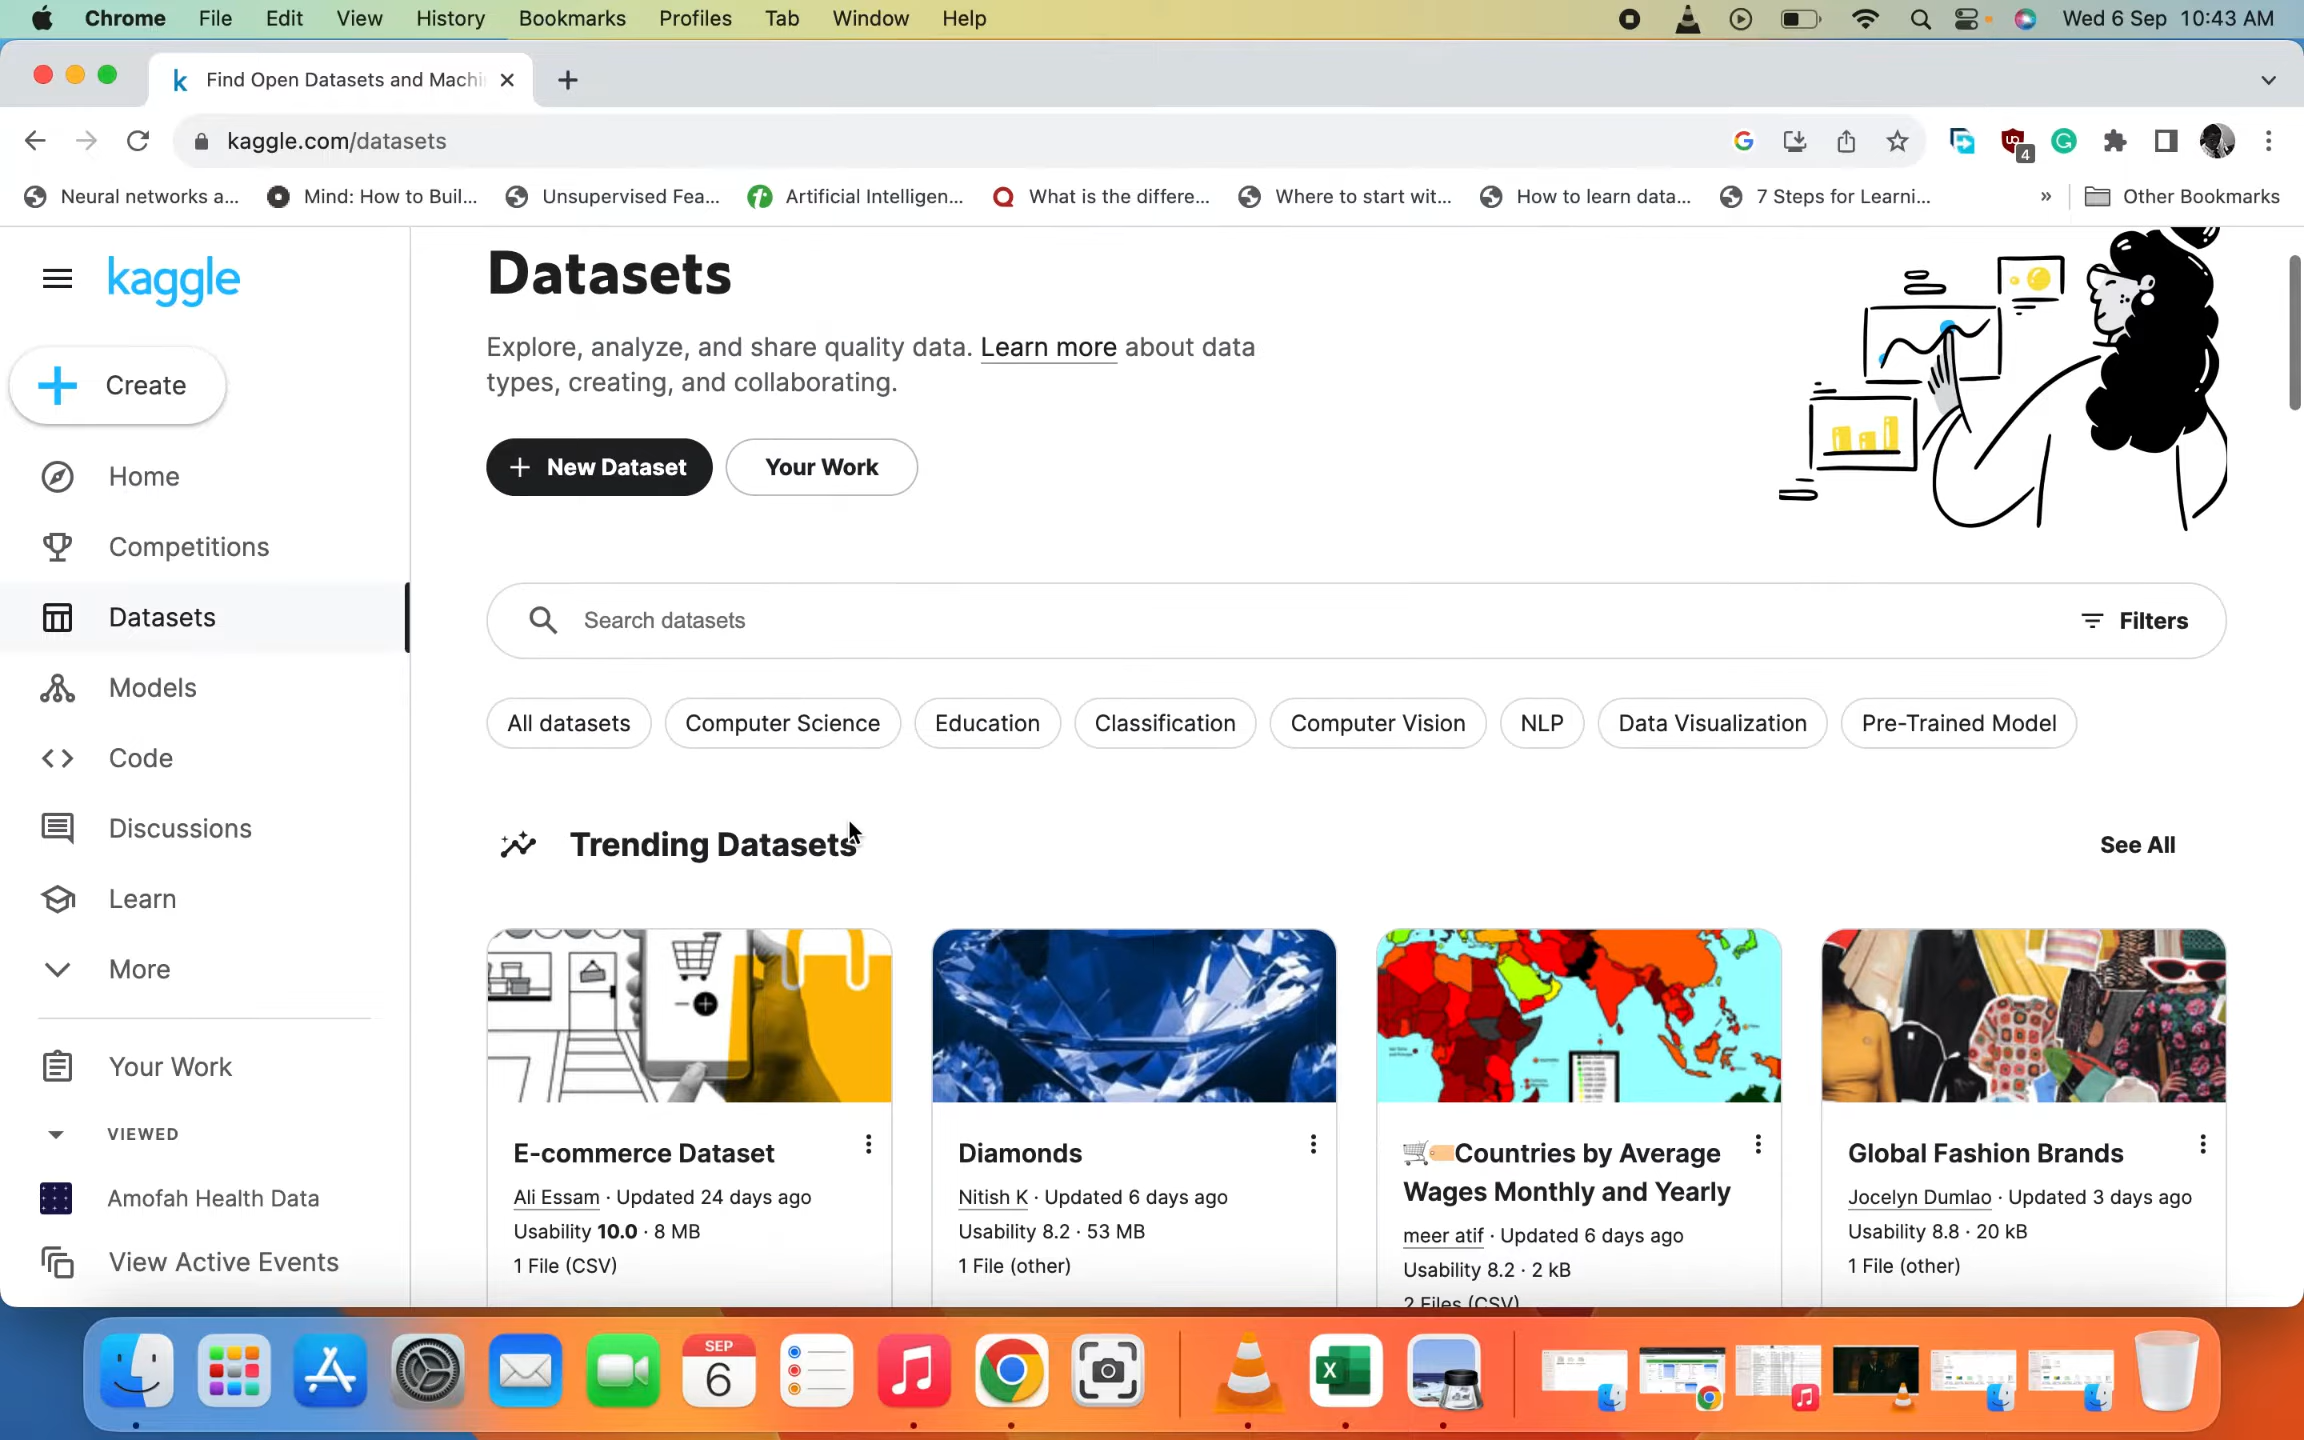 Chrome File Edit View History Bookmarks Profiles Tab Window Help Wed 6 Sep 10:43 AM
k Find Open Datasets and Machi
kaggle.com/datasets
4
Neural networks a... Mind: How to Buil... Unsupervised Fea... Artificial Intelligen... What is the differe... Where to start wit... How to learn data... 7 Steps for Learni... » Other Bookmarks
kaggle
Create
Home
Competitions
Datasets
Models
Code
Discussions
Learn
More
Your Work
VIEWED
Amofah Health Data
View Active Events
Datasets
Explore, analyze, and share quality data. Learn more about data
types, creating, and collaborating.
+ New Dataset Your Work
Search datasets Filters
All datasets Computer Science Education Classification Computer Vision NLP Data Visualization Pre-Trained Model
Trending Datasets See All
E-commerce Dataset
Ali Essam · Updated 24 days ago
Usability 10.0 · 8 MB
1 File (CSV)
Diamonds
Nitish K · Updated 6 days ago
Usability 8.2 · 53 MB
1 File (other)
🛒🏷️Countries by Average
Wages Monthly and Yearly
meer atif · Updated 6 days ago
Usability 8.2 · 2 kB
2 Files (CSV)
Global Fashion Brands
Jocelyn Dumlao · Updated 3 days ago
Usability 8.8 · 20 kB
1 File (other)
SEP
6
X